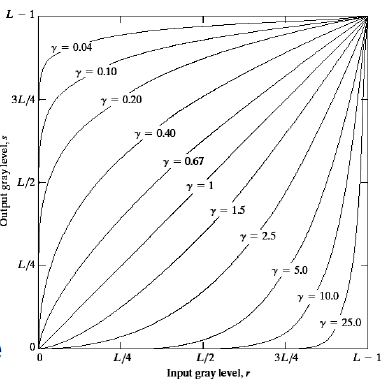 L − 1
γ = 0.04
γ = 0.10
3L/4
γ = 0.20
γ = 0.40
γ = 0.67
Output gray level, s
L/2
γ = 1
γ = 1.5
γ = 2.5
L/4
γ = 5.0
γ = 10.0
γ = 25.0
0
0 L/4 L/2 3L/4 L − 1
Input gray level, r
e